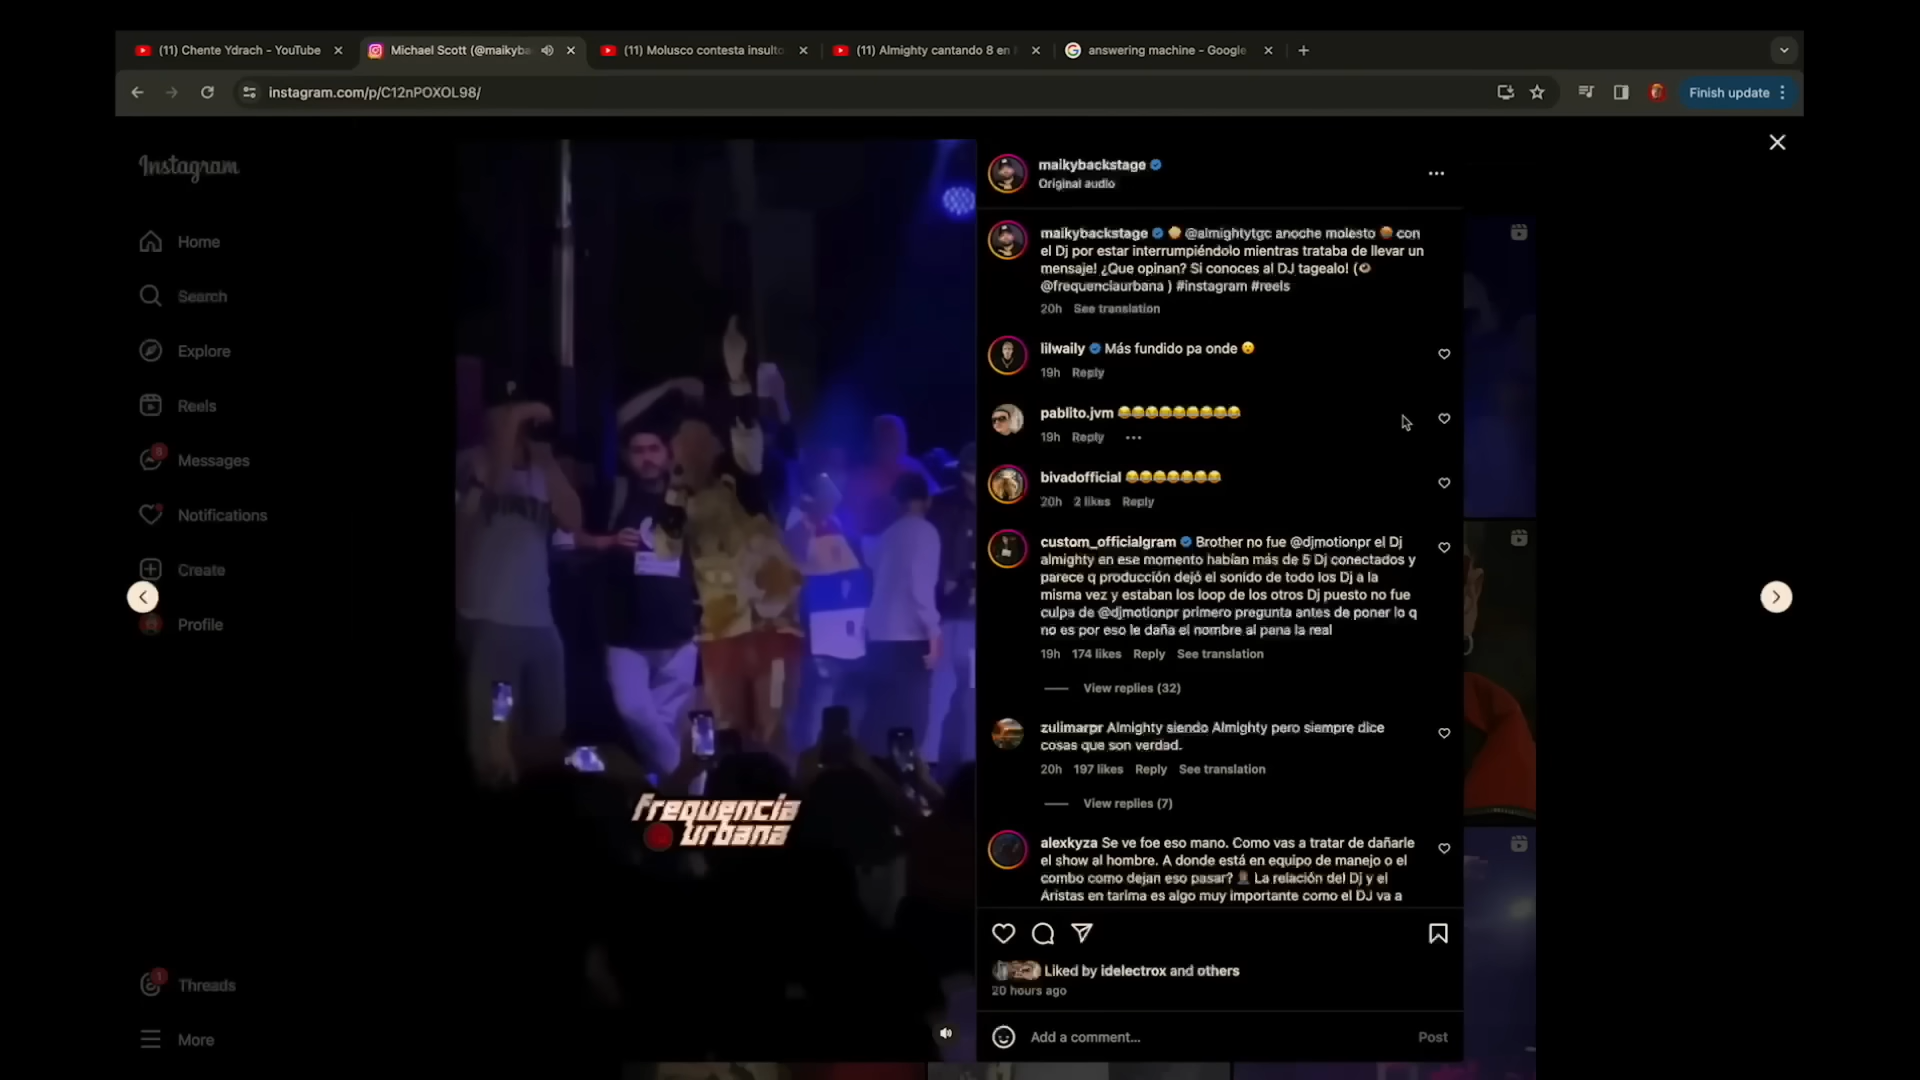 (11) Chente Ydrach - YouTube
Michael Scott (@maikyba
(11) Molusco contesta insulto
(11) Almighty cantando 8 en
answering machine - Google
instagram.com/p/C12nPOXOL98/
Finish update
Instagram
Home
Search
Explore
Reels
8
Messages
Notifications
Create
Profile
1
Threads
More
frequencia
urbana
maikybackstage
Original audio
maikybackstage @almightytgc anoche molesto con
el Dj por estar interrumpiéndolo mientras trataba de llevar un
mensaje! ¿Que opinan? Si conoces al DJ tagealo! (
@frequenciaurbana ) #instagram #reels
20h See translation
lilwaily Más fundido pa onde 😮
19h Reply
pablito.jvm 😂😂😂😂😂😂😂😂😂
19h Reply
bivadofficial 😂😂😂😂😂😂😂
20h 2 likes Reply
custom_officialgram Brother no fue @djmotionpr el Dj
almighty en ese momento habían más de 5 Dj conectados y
parece q producción dejó el sonido de todo los Dj a la
misma vez y estaban los loop de los otros Dj puesto no fue
culpa de @djmotionpr primero pregunta antes de poner lo q
no es por eso le daña el nombre al pana la real
19h 174 likes Reply See translation
View replies (32)
zulimarpr Almighty siendo Almighty pero siempre dice
cosas que son verdad.
20h 197 likes Reply See translation
View replies (7)
alexkyza Se ve foe eso mano. Como vas a tratar de dañarle
el show al hombre. A donde está en equipo de manejo o el
combo como dejan eso pasar? La relación del Dj y el
Aristas en tarima es algo muy importante como el DJ va a
Liked by idelectrox and others
20 hours ago
Add a comment...
Post